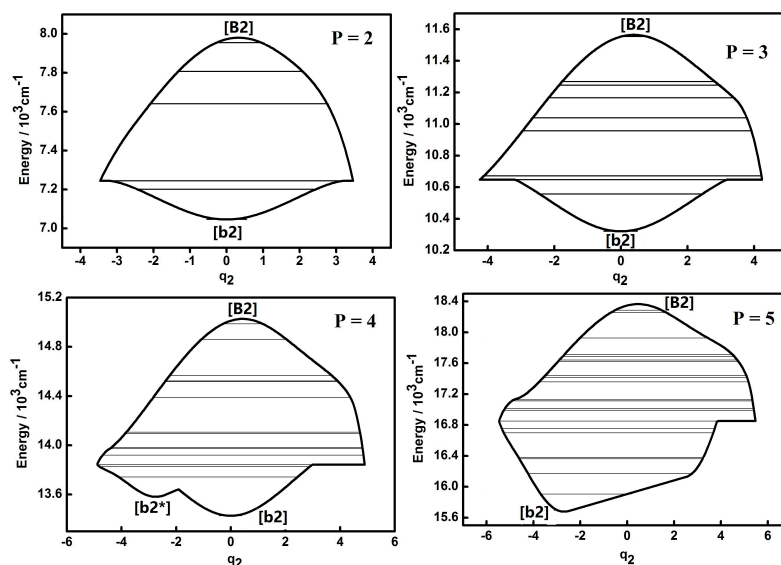 [B2]
P = 2
8.0
7.8
7.6
7.4
7.2
7.0
Energy / 10³cm⁻¹
[b2]
-4 -3 -2 -1 0 1 2 3 4
q₂
[B2]
P = 3
11.6
11.4
11.2
11.0
10.8
10.6
10.4
10.2
Energy / 10³cm⁻¹
[b2]
-4 -2 0 2 4
q₂
[B2]
P = 4
15.2
14.8
14.4
14.0
13.6
Energy / 10³cm⁻¹
[b2*]
[b2]
-6 -4 -2 0 2 4 6
q₂
[B2]
P = 5
18.4
18.0
17.6
17.2
16.8
16.4
16.0
15.6
Energy / 10³cm⁻¹
[b2]
-6 -4 -2 0 2 4 6
q₂